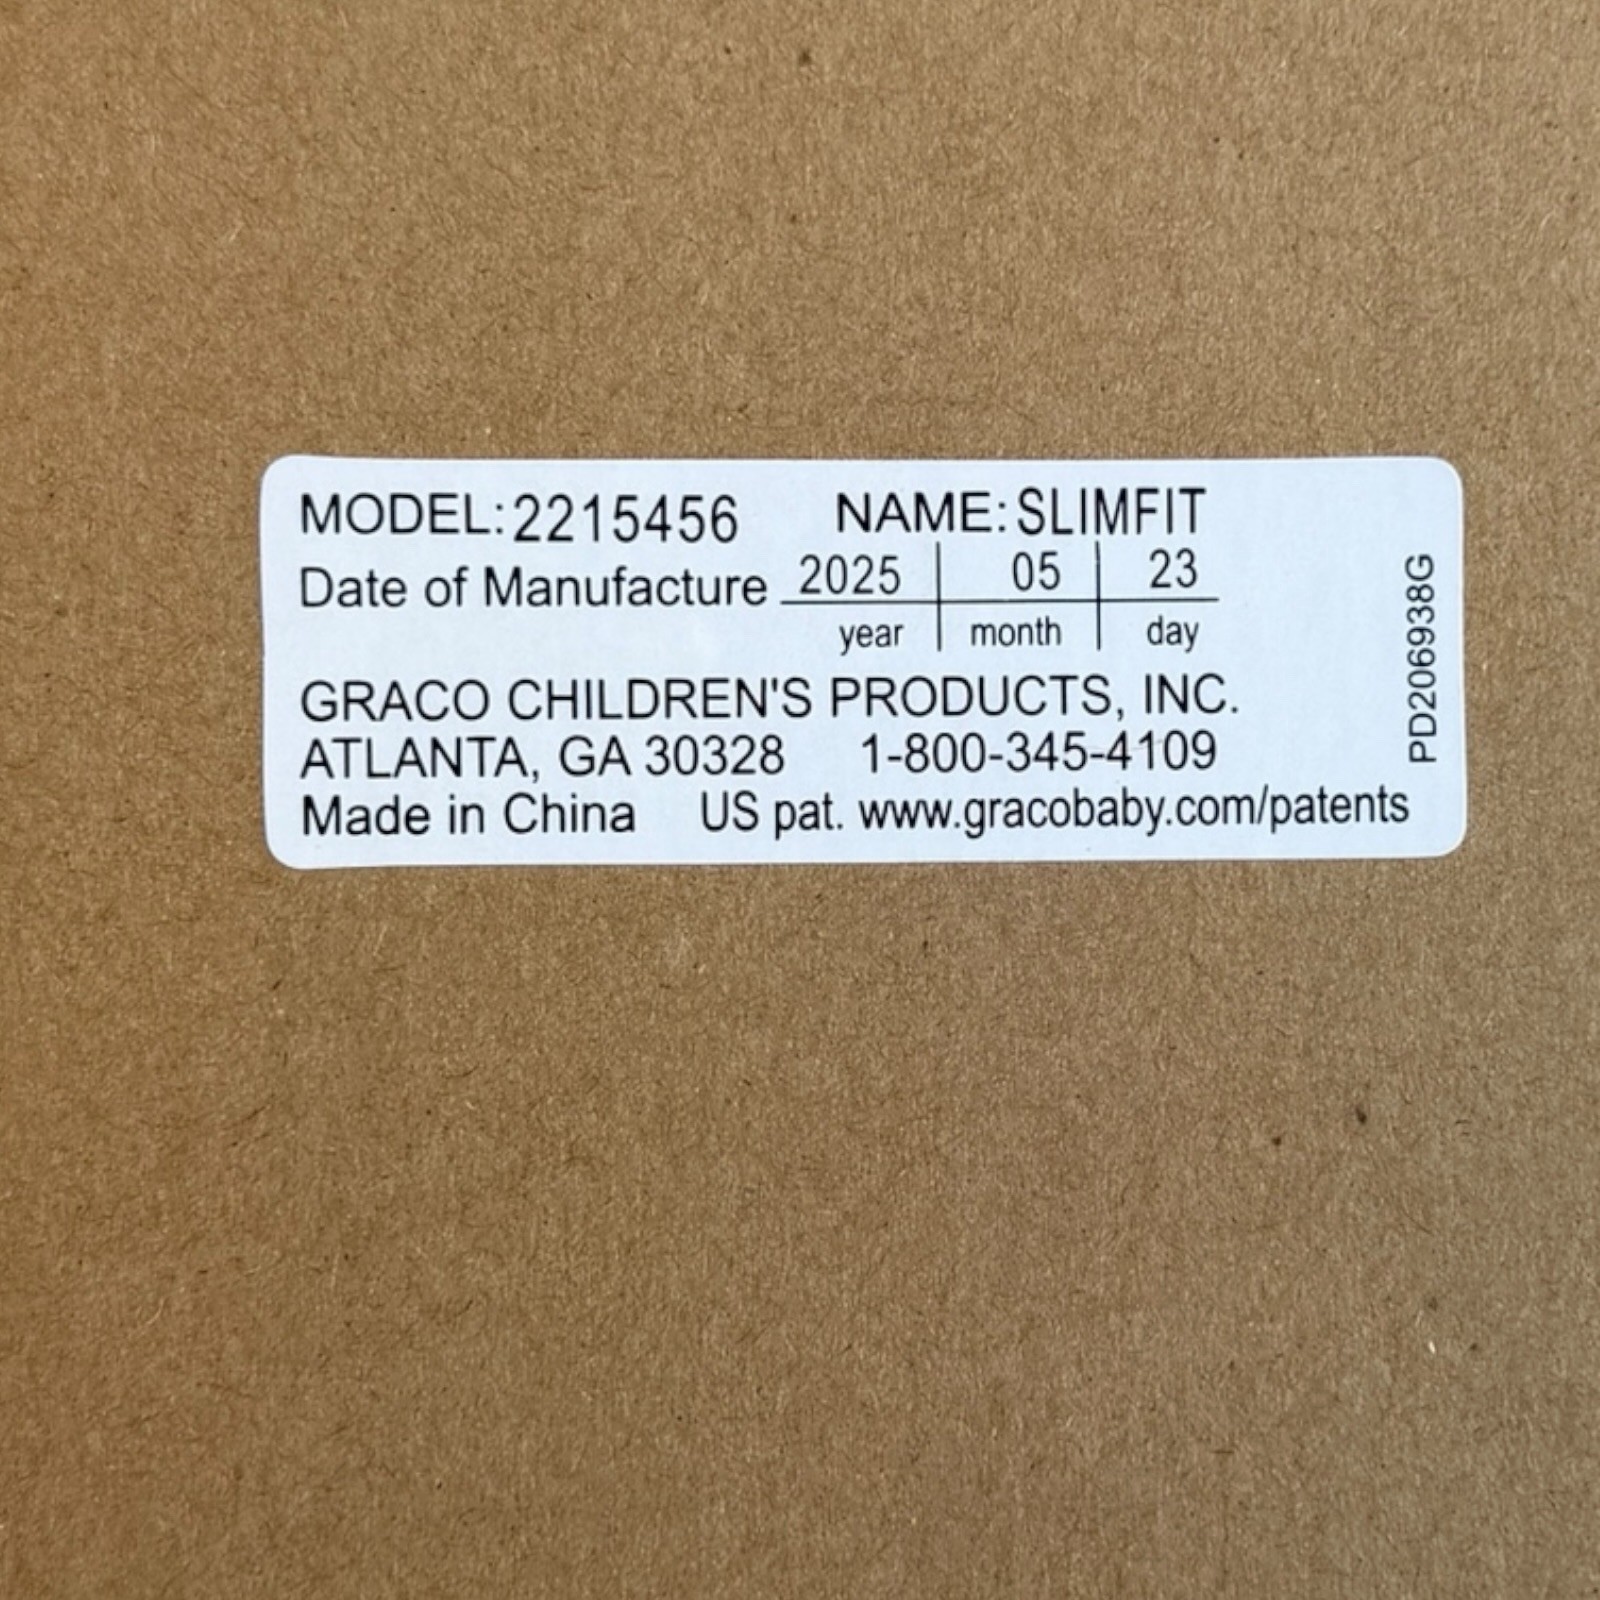 MODEL: 2215456 NAME: SLIMFIT
Date of Manufacture 2025 05 23
year month day
GRACO CHILDREN'S PRODUCTS, INC.
ATLANTA, GA 30328 1-800-345-4109
Made in China US pat. www.gracobaby.com/patents
PD206938G